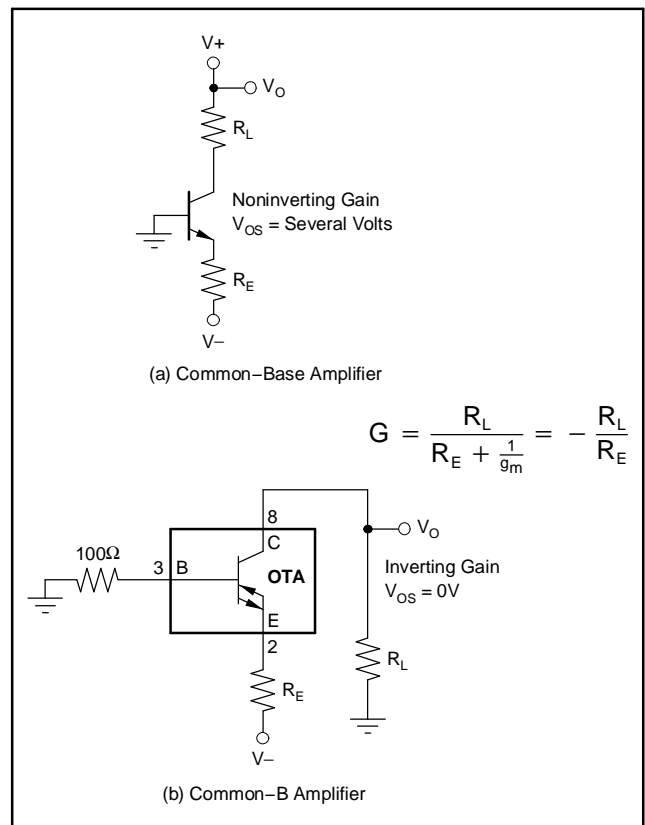 V+
V_O
R_L
Noninverting Gain
V_OS = Several Volts
R_E
V−
(a) Common−Base Amplifier
G = R_L / (R_E + 1/g_m) = − R_L / R_E
8
C
V_O
100Ω
3 B
OTA
Inverting Gain
V_OS = 0V
E
2
R_L
R_E
V−
(b) Common−B Amplifier